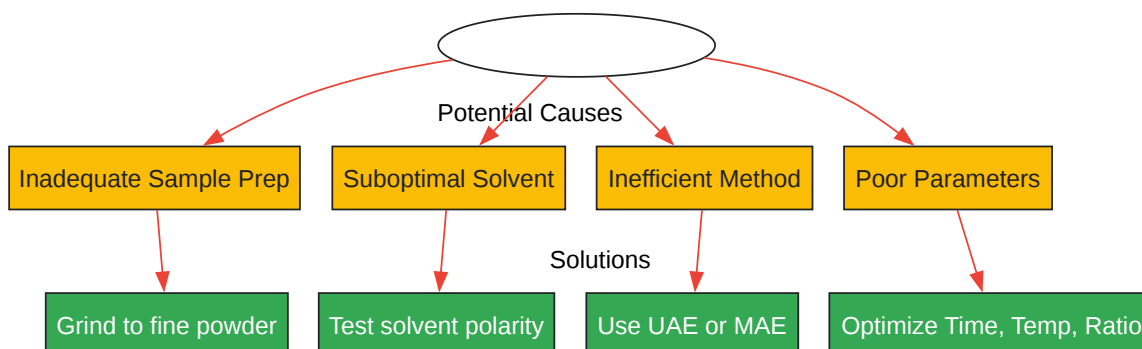 Potential Causes
Inadequate Sample Prep
Suboptimal Solvent
Inefficient Method
Poor Parameters
Solutions
Grind to fine powder
Test solvent polarity
Use UAE or MAE
Optimize Time, Temp, Ratio